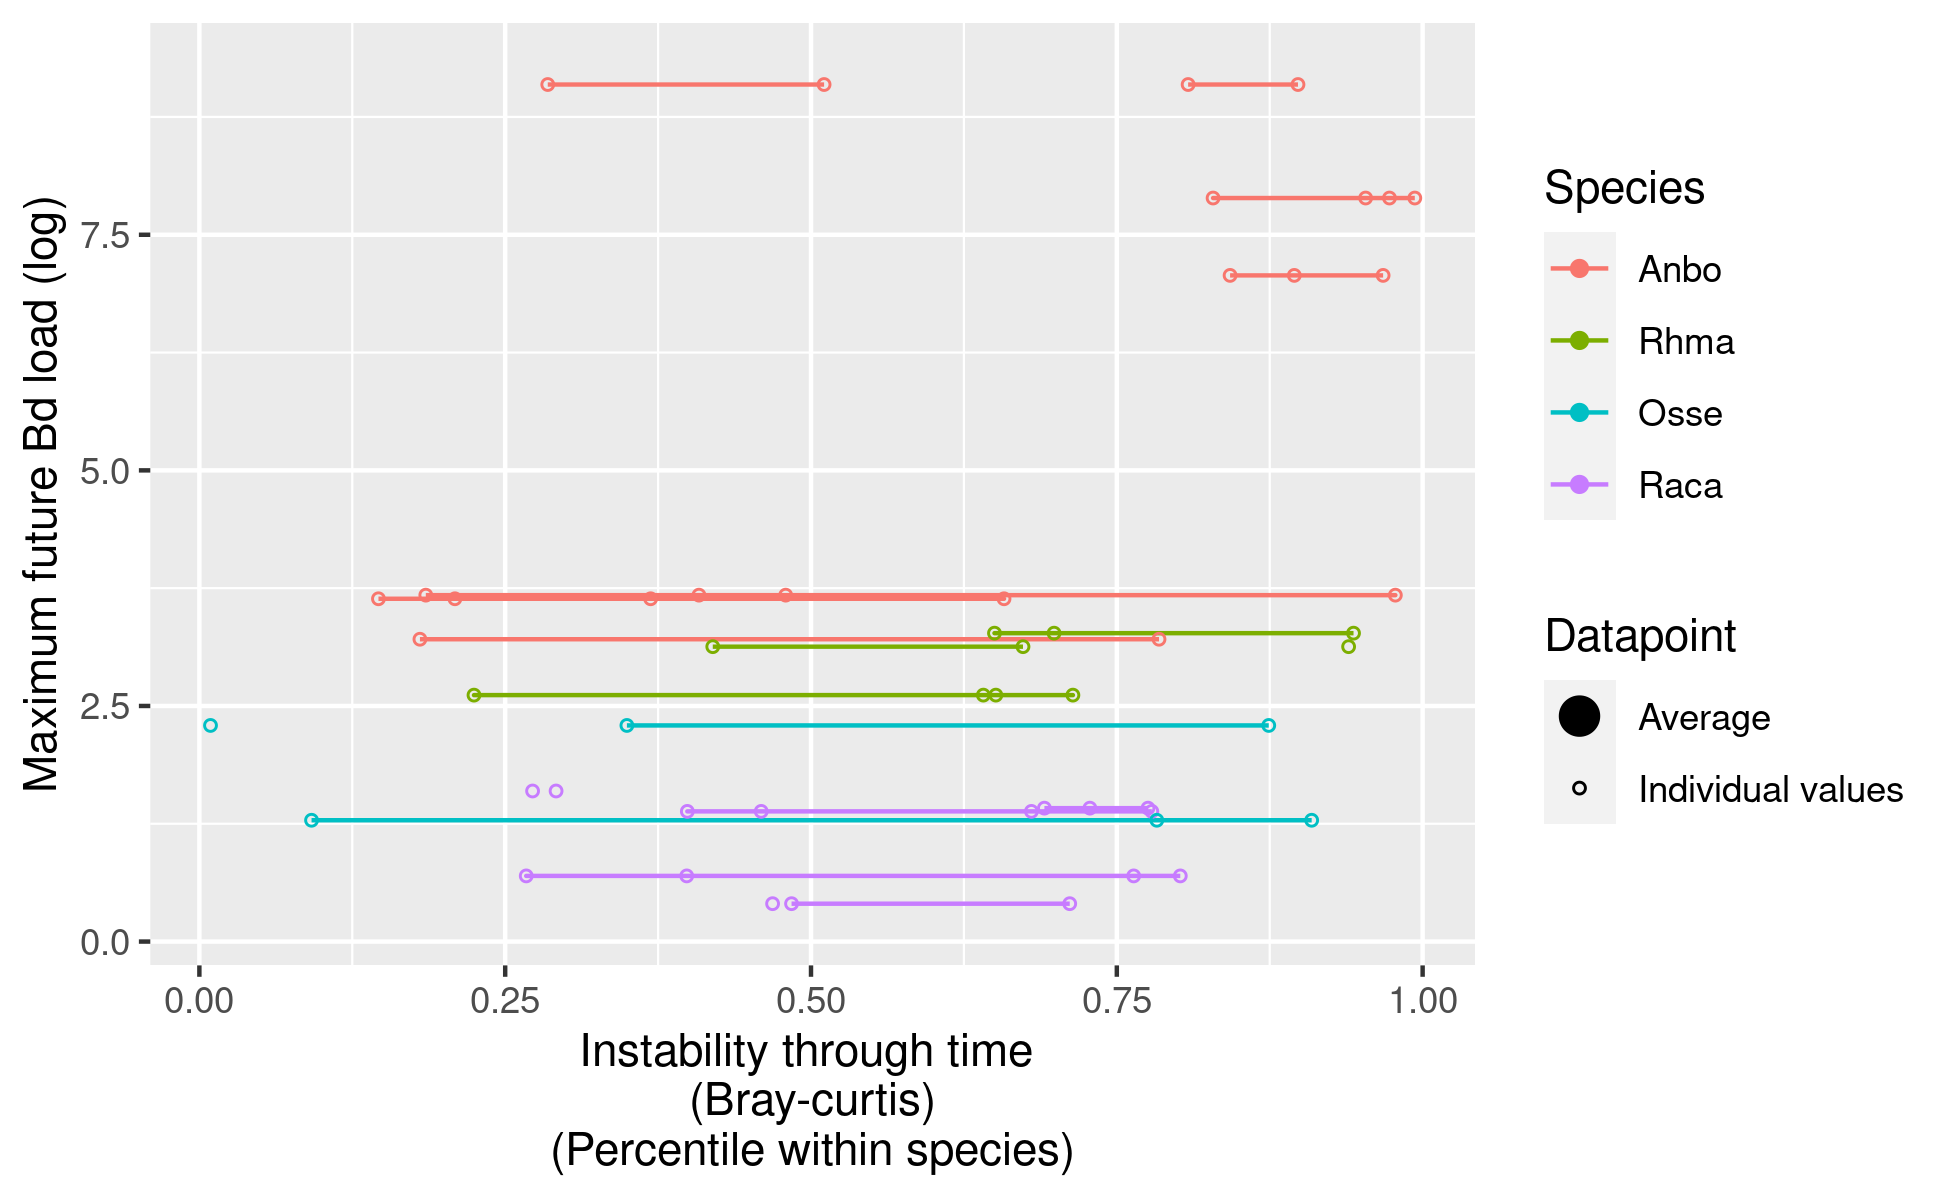 Maximum future Bd load (log)
7.5
5.0
2.5
0.0
0.00 0.25 0.50 0.75 1.00
Instability through time
(Bray-curtis)
(Percentile within species)
Species
Anbo
Rhma
Osse
Raca
Datapoint
Average
Individual values